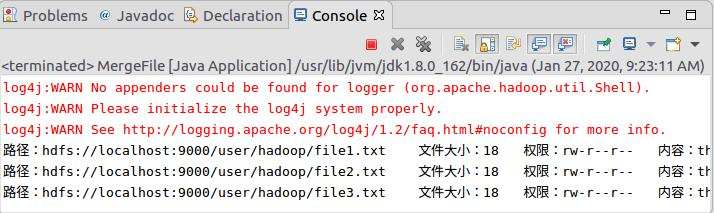 Problems @ Javadoc Declaration Console
<terminated> MergeFile [Java Application] /usr/lib/jvm/jdk1.8.0_162/bin/java (Jan 27, 2020, 9:23:11 AM)
log4j:WARN No appenders could be found for logger (org.apache.hadoop.util.Shell).
log4j:WARN Please initialize the log4j system properly.
log4j:WARN See http://logging.apache.org/log4j/1.2/faq.html#noconfig for more info.
路径：hdfs://localhost:9000/user/hadoop/file1.txt 文件大小：18 权限：rw-r--r-- 内容：th
路径：hdfs://localhost:9000/user/hadoop/file2.txt 文件大小：18 权限：rw-r--r-- 内容：th
路径：hdfs://localhost:9000/user/hadoop/file3.txt 文件大小：18 权限：rw-r--r-- 内容：th